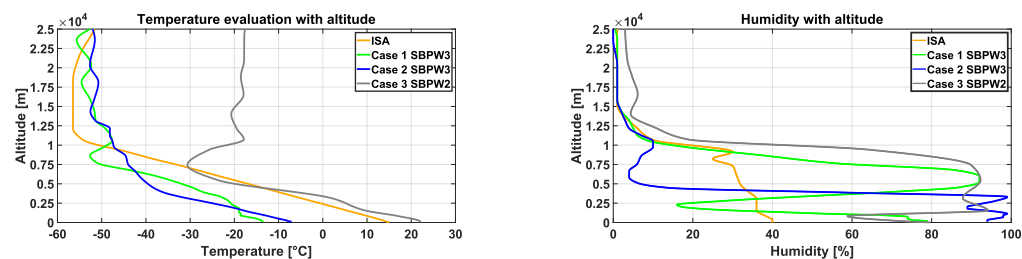 Temperature evaluation with altitude
×10⁴
2.5
2.25
2
1.75
1.5
1.25
1
0.75
0.5
0.25
0
Altitude [m]
-60 -50 -40 -30 -20 -10 0 10 20 30
Temperature [°C]
ISA
Case 1 SBPW3
Case 2 SBPW3
Case 3 SBPW2
Humidity with altitude
×10⁴
2.5
2.25
2
1.75
1.5
1.25
1
0.75
0.5
0.25
0
Altitude [m]
0 20 40 60 80 100
Humidity [%]
ISA
Case 1 SBPW3
Case 2 SBPW3
Case 3 SBPW2